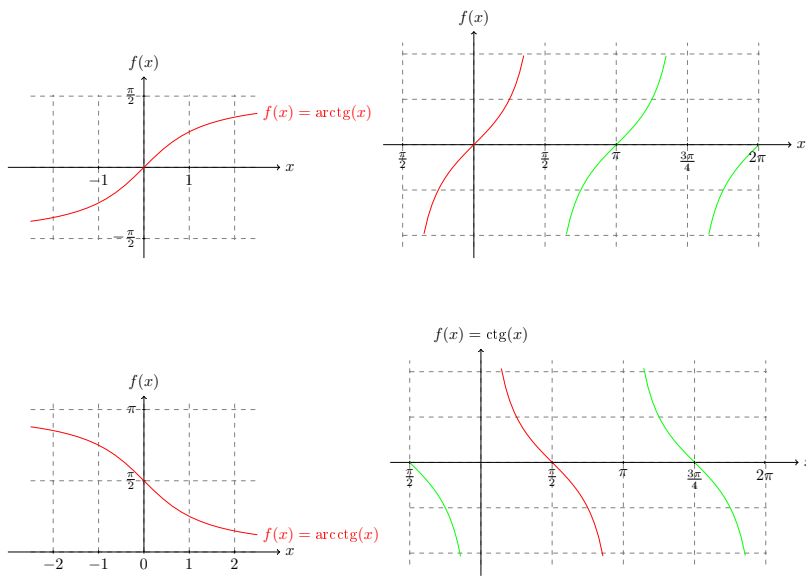 f(x)
π/2
f(x) = arctg(x)
−1 1 x
−π/2
f(x)
π/2 π/2 π 3π/4 2π x
f(x)
π
π/2
f(x) = arcctg(x)
−2 −1 0 1 2 x
f(x) = ctg(x)
π/2 π/2 π 3π/4 2π